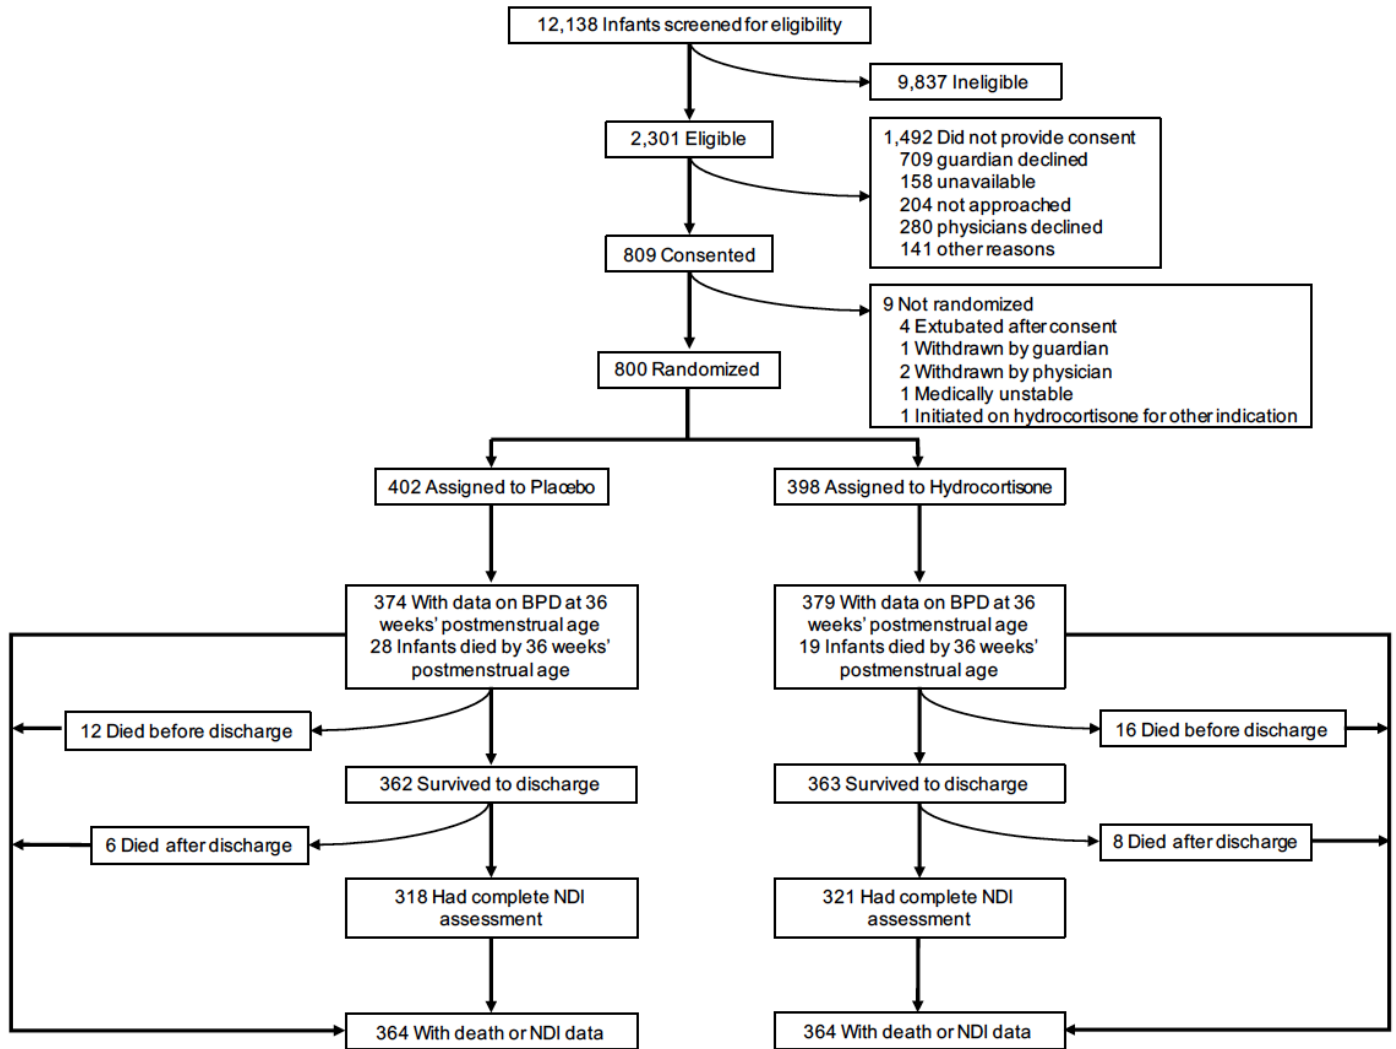 12,138 Infants screened for eligibility
9,837 Ineligible
2,301 Eligible
1,492 Did not provide consent
709 guardian declined
158 unavailable
204 not approached
280 physicians declined
141 other reasons
809 Consented
9 Not randomized
4 Extubated after consent
1 Withdrawn by guardian
2 Withdrawn by physician
1 Medically unstable
1 Initiated on hydrocortisone for other indication
800 Randomized
402 Assigned to Placebo
398 Assigned to Hydrocortisone
374 With data on BPD at 36
weeks’ postmenstrual age
28 Infants died by 36 weeks’
postmenstrual age
379 With data on BPD at 36
weeks’ postmenstrual age
19 Infants died by 36 weeks’
postmenstrual age
12 Died before discharge
16 Died before discharge
362 Survived to discharge
363 Survived to discharge
6 Died after discharge
8 Died after discharge
318 Had complete NDI
assessment
321 Had complete NDI
assessment
364 With death or NDI data
364 With death or NDI data